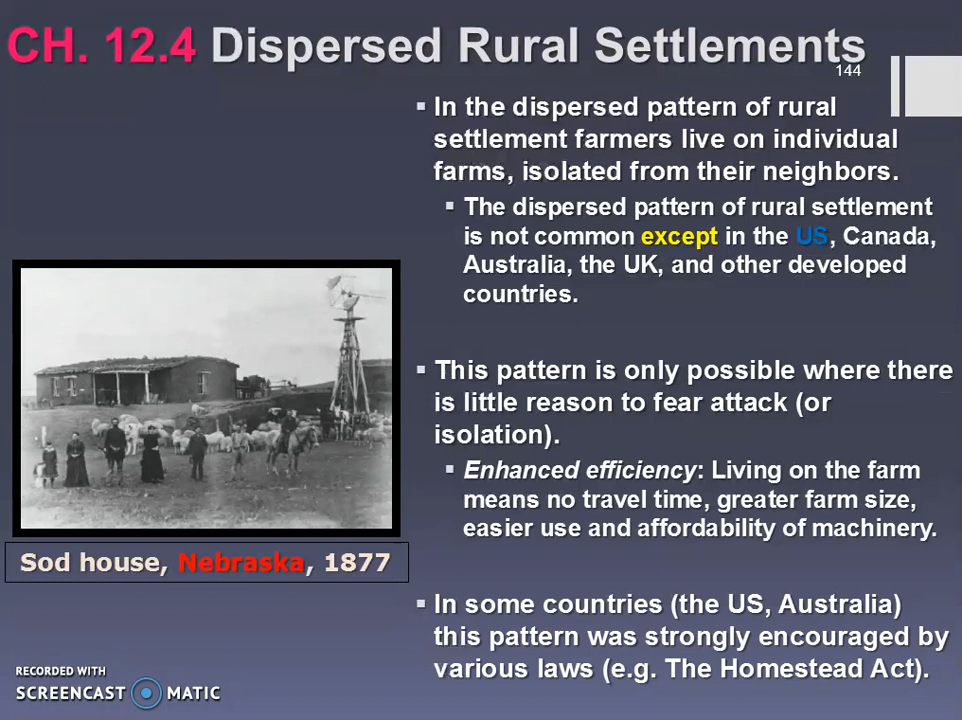 CH. 12.4 Dispersed Rural Settlements
144
▪ In the dispersed pattern of rural
settlement farmers live on individual
farms, isolated from their neighbors.
▪ The dispersed pattern of rural settlement
is not common except in the US, Canada,
Australia, the UK, and other developed
countries.
▪ This pattern is only possible where there
is little reason to fear attack (or
isolation).
▪ Enhanced efficiency: Living on the farm
means no travel time, greater farm size,
easier use and affordability of machinery.
▪ In some countries (the US, Australia)
this pattern was strongly encouraged by
various laws (e.g. The Homestead Act).
Sod house, Nebraska, 1877
RECORDED WITH
SCREENCAST MATIC